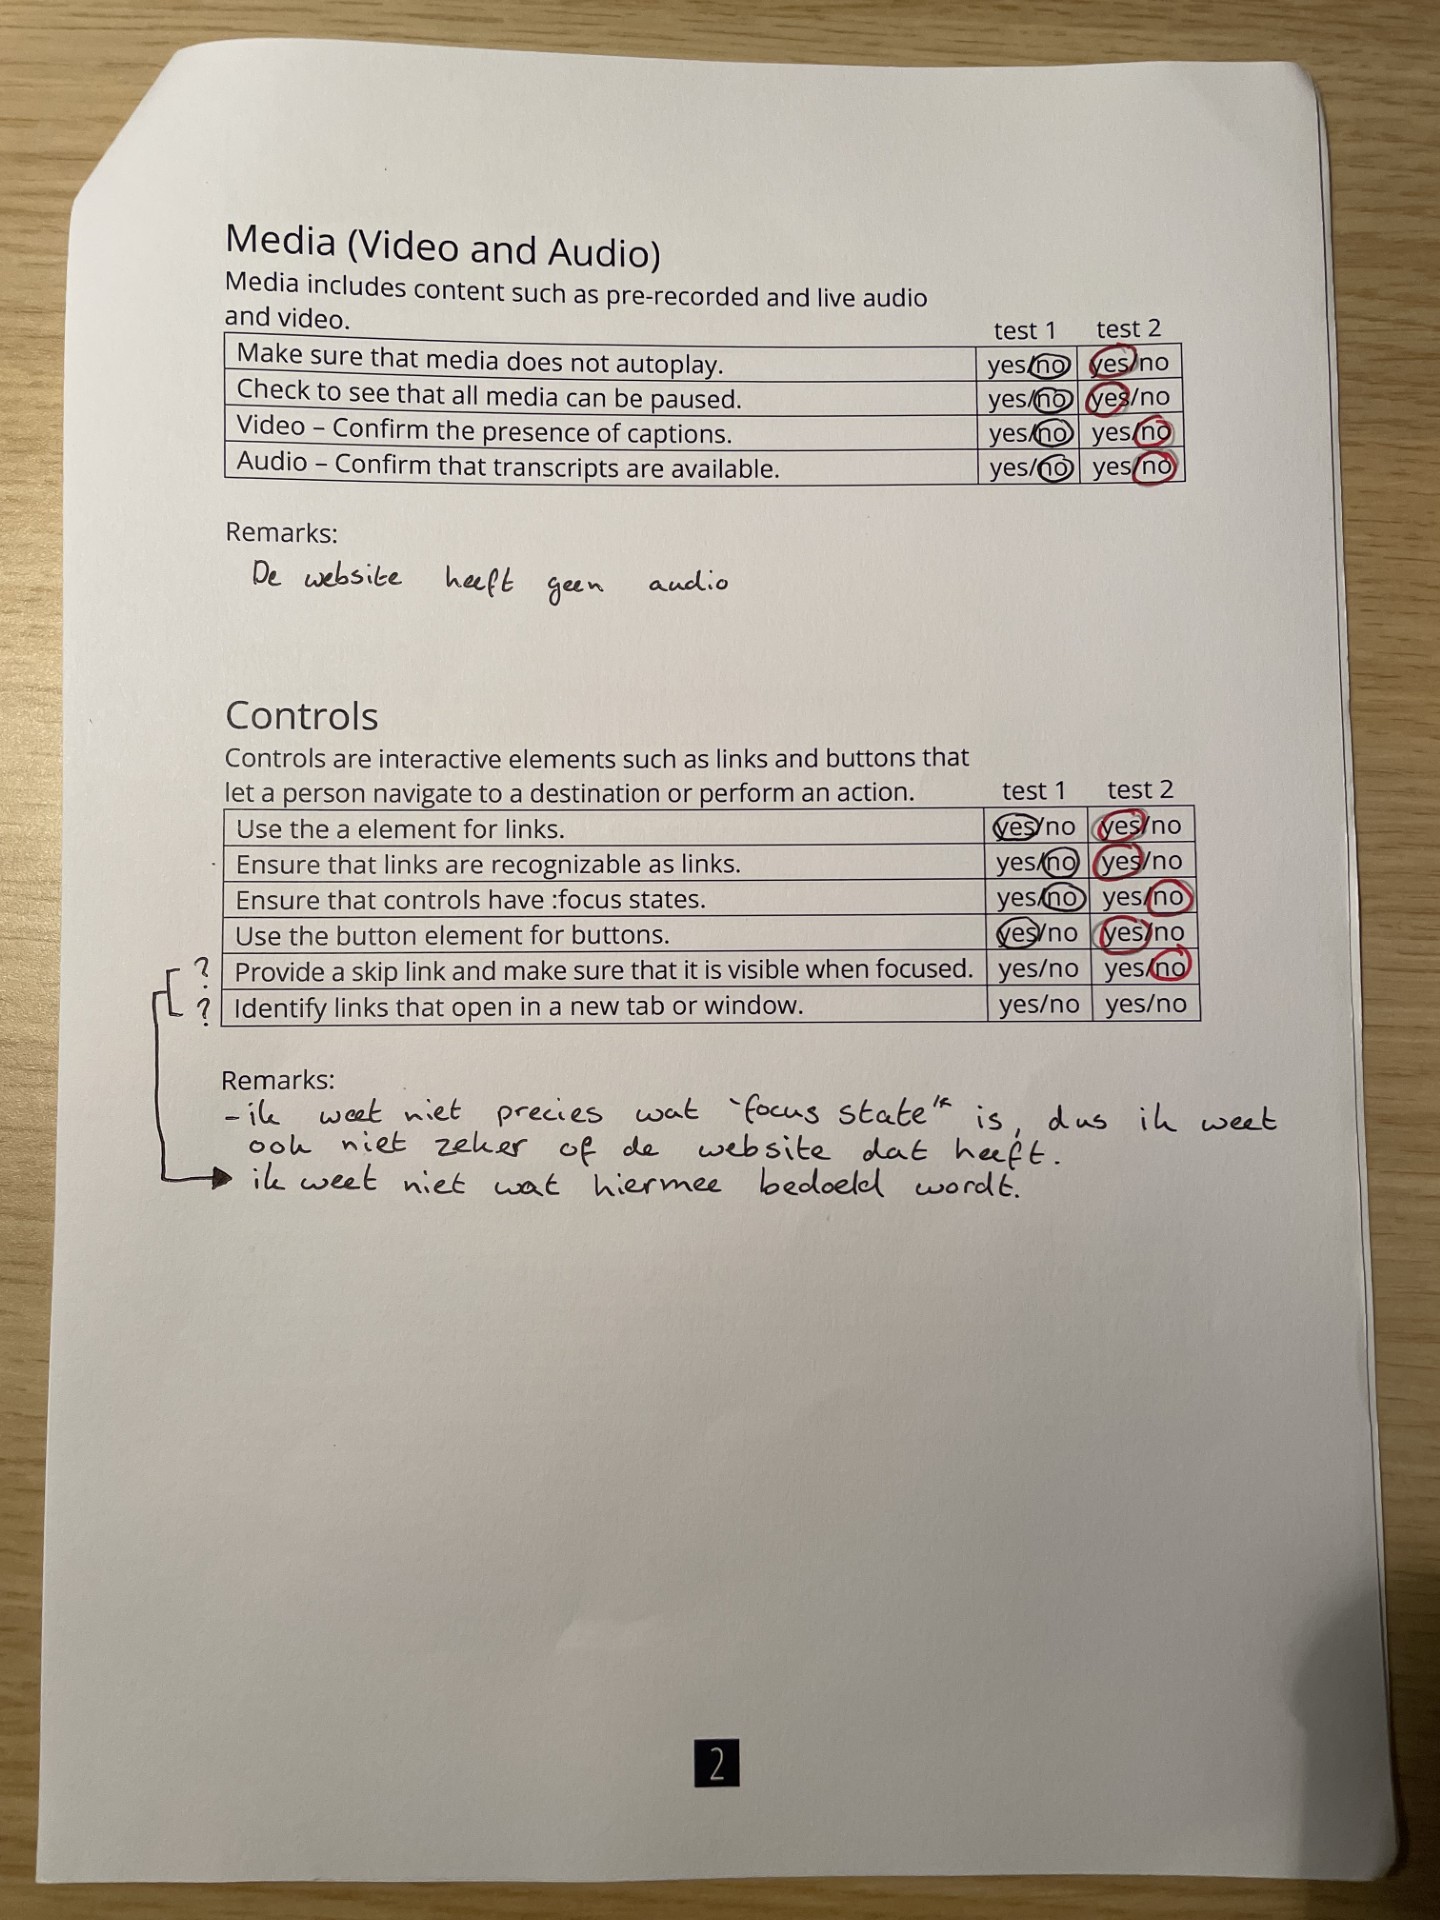 Media (Video and Audio)
Media includes content such as pre-recorded and live audio
and video. test 1 test 2
Make sure that media does not autoplay. yes/no yes/no
Check to see that all media can be paused. yes/no yes/no
Video – Confirm the presence of captions. yes/no yes/no
Audio – Confirm that transcripts are available. yes/no yes/no
Remarks:
De website heeft geen audio
Controls
Controls are interactive elements such as links and buttons that
let a person navigate to a destination or perform an action. test 1 test 2
Use the a element for links. yes/no yes/no
Ensure that links are recognizable as links. yes/no yes/no
Ensure that controls have :focus states. yes/no yes/no
Use the button element for buttons. yes/no yes/no
? Provide a skip link and make sure that it is visible when focused. yes/no yes/no
? Identify links that open in a new tab or window. yes/no yes/no
Remarks:
- ik weet niet precies wat "focus state" is, dus ik weet
ook niet zeker of de website dat heeft.
ik weet niet wat hiermee bedoeld wordt.
2